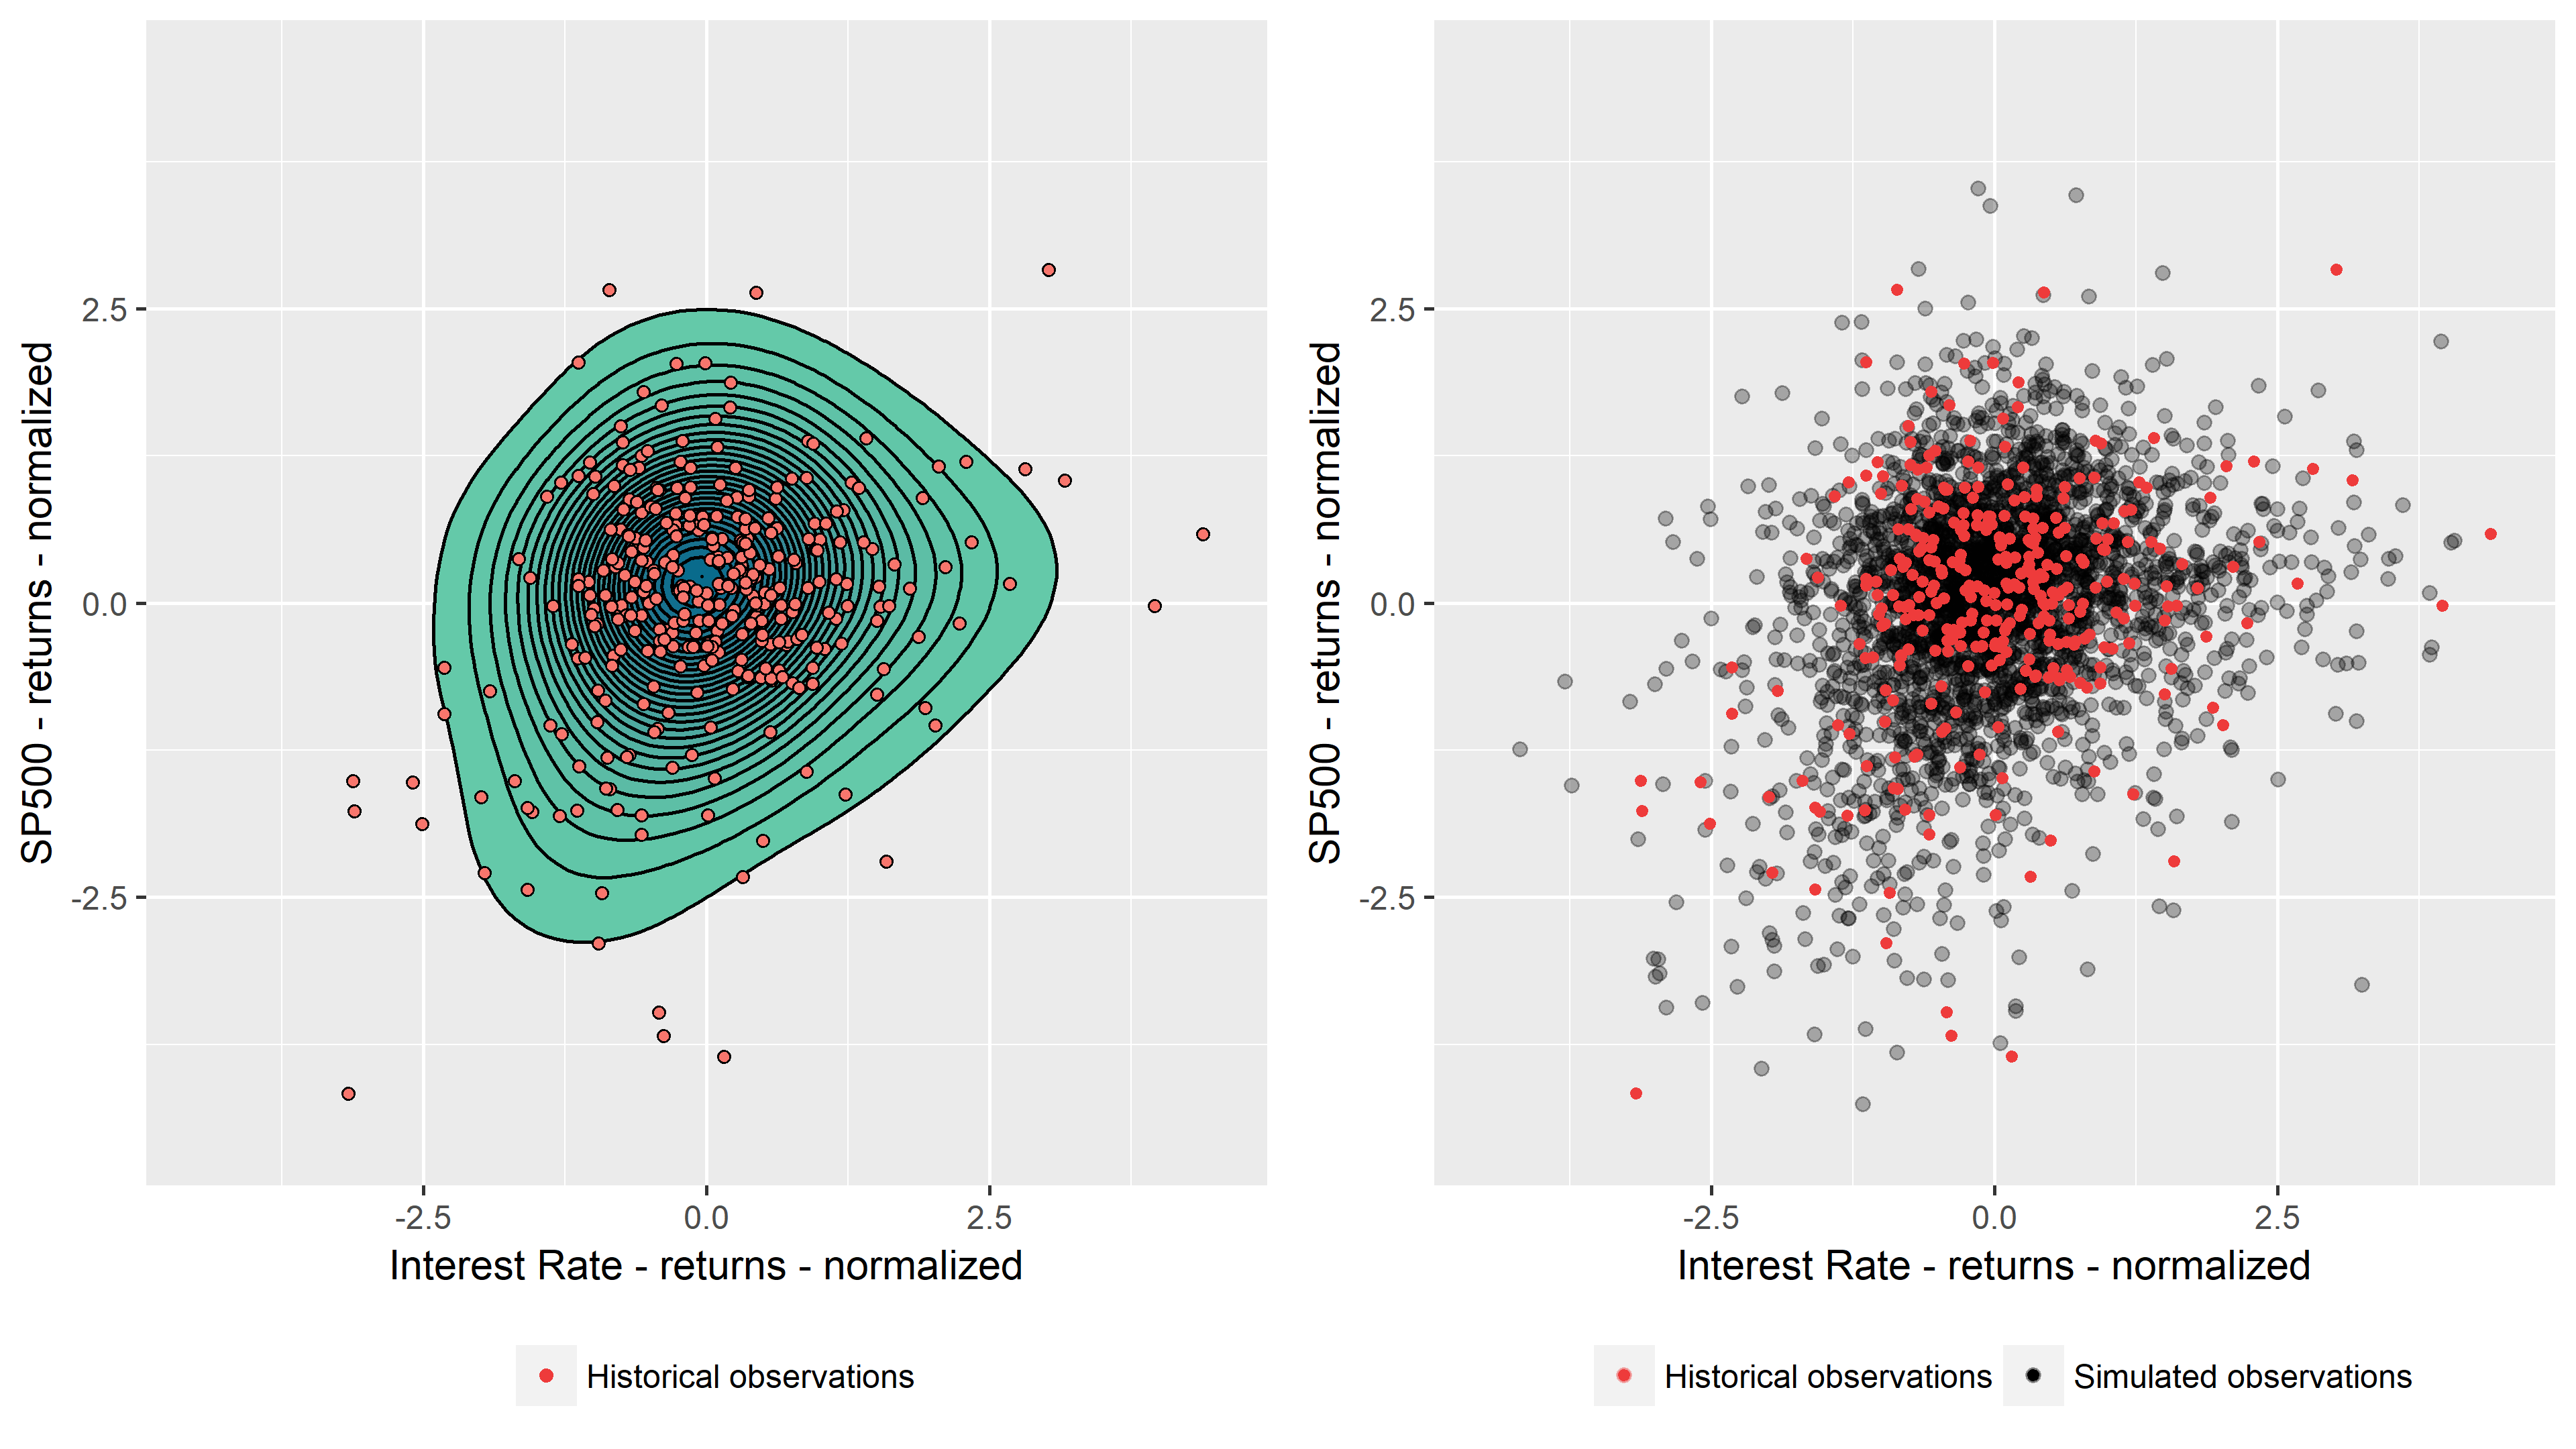 SP500 - returns - normalized
2.5
0.0
-2.5
-2.5 0.0 2.5
Interest Rate - returns - normalized
Historical observations
SP500 - returns - normalized
2.5
0.0
-2.5
-2.5 0.0 2.5
Interest Rate - returns - normalized
Historical observations Simulated observations